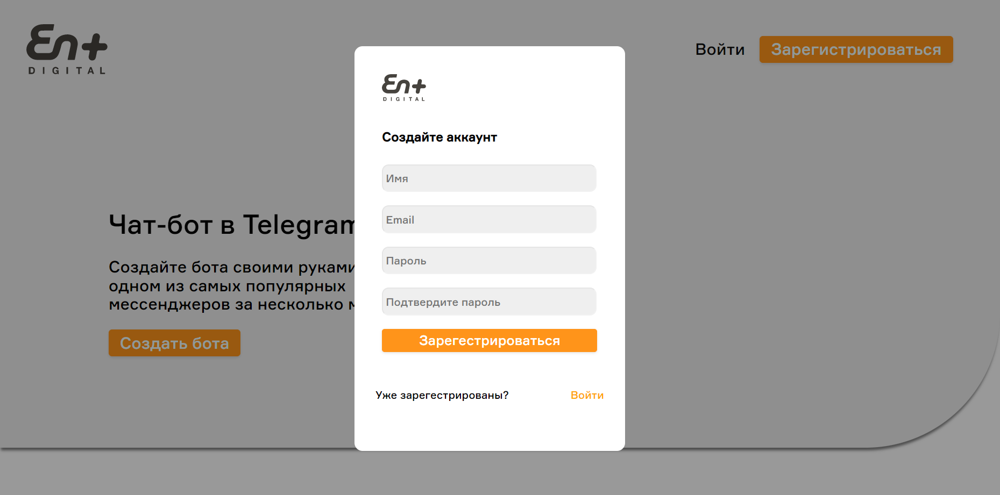 En+
DIGITAL
Войти
Зарегистрироваться
En+
DIGITAL
Создайте аккаунт
Имя
Email
Пароль
Подтвердите пароль
Зарегестрироваться
Уже зарегестрированы?
Войти
Чат-бот в Telegram
Создайте бота своими руками
одном из самых популярных
мессенджеров за несколько
Создать бота